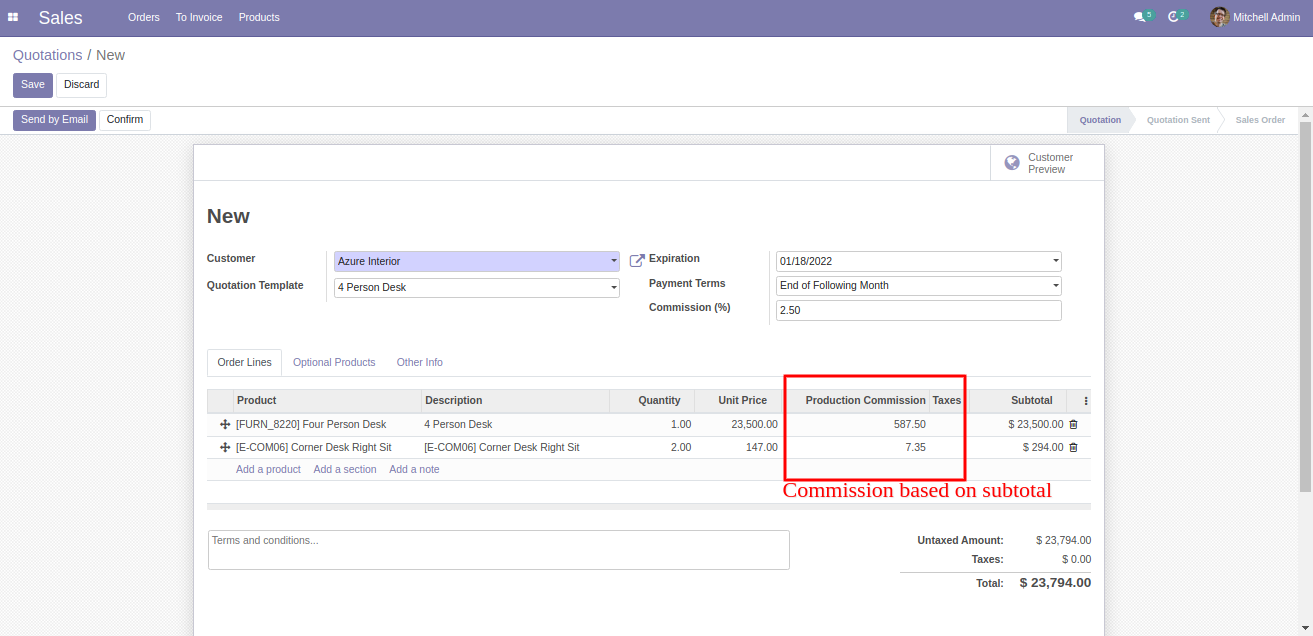 Sales Orders To Invoice Products 5 2 Mitchell Admin
Quotations / New
Save Discard
Send by Email Confirm Quotation Quotation Sent Sales Order
Customer
Preview
New
Customer Azure Interior Expiration 01/18/2022
Quotation Template 4 Person Desk Payment Terms End of Following Month
Commission (%) 2.50
Order Lines Optional Products Other Info
Product Description Quantity Unit Price Production Commission Taxes Subtotal
[FURN_8220] Four Person Desk 4 Person Desk 1.00 23,500.00 587.50 $ 23,500.00
[E-COM06] Corner Desk Right Sit [E-COM06] Corner Desk Right Sit 2.00 147.00 7.35 $ 294.00
Add a product Add a section Add a note
Commission based on subtotal
Terms and conditions... Untaxed Amount: $ 23,794.00
Taxes: $ 0.00
Total: $ 23,794.00